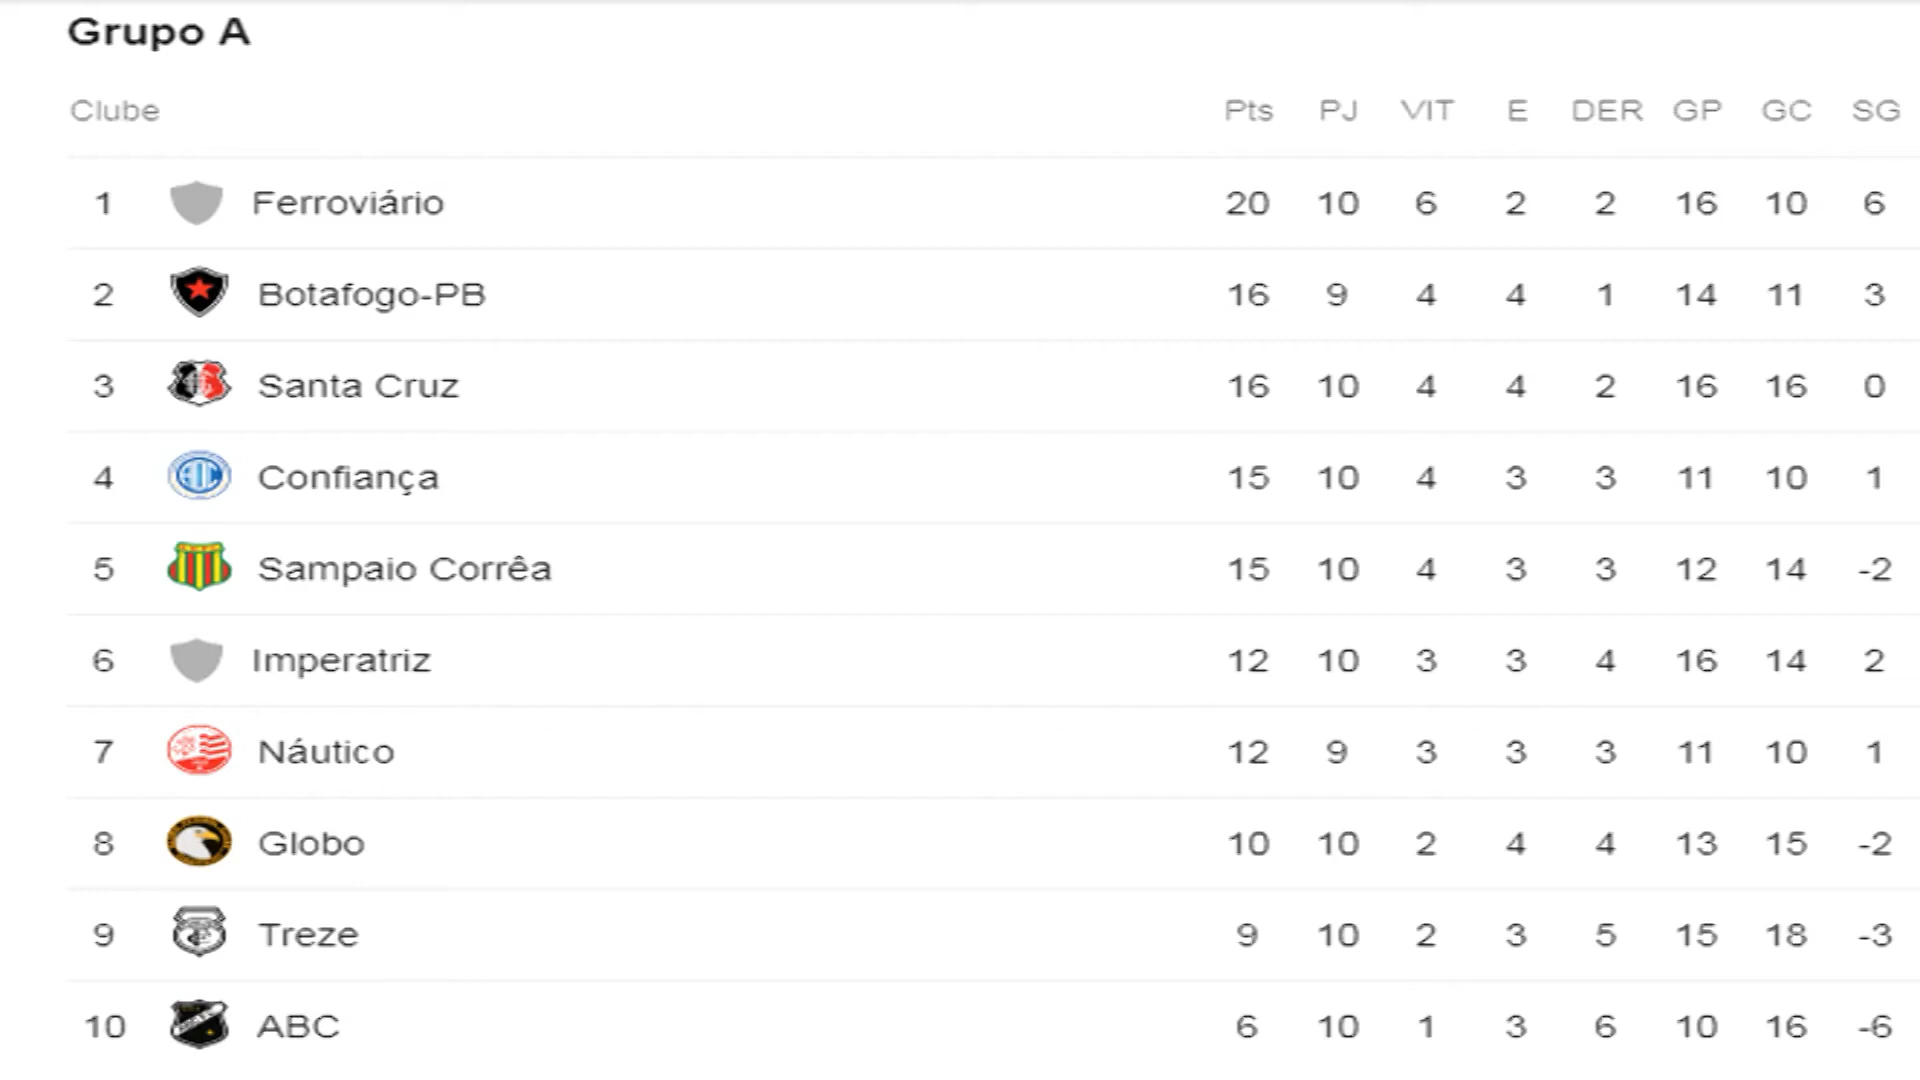 Grupo A
Clube Pts PJ VIT E DER GP GC SG
1 Ferroviário 20 10 6 2 2 16 10 6
2 Botafogo-PB 16 9 4 4 1 14 11 3
3 Santa Cruz 16 10 4 4 2 16 16 0
4 Confiança 15 10 4 3 3 11 10 1
5 Sampaio Corrêa 15 10 4 3 3 12 14 -2
6 Imperatriz 12 10 3 3 4 16 14 2
7 Náutico 12 9 3 3 3 11 10 1
8 Globo 10 10 2 4 4 13 15 -2
9 Treze 9 10 2 3 5 15 18 -3
10 ABC 6 10 1 3 6 10 16 -6